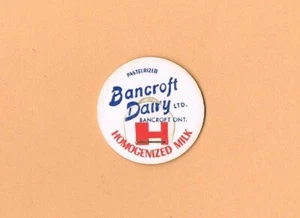 PASTEURIZED
Bancroft
Dairy LTD.
BANCROFT ONT.
H
HOMOGENIZED MILK